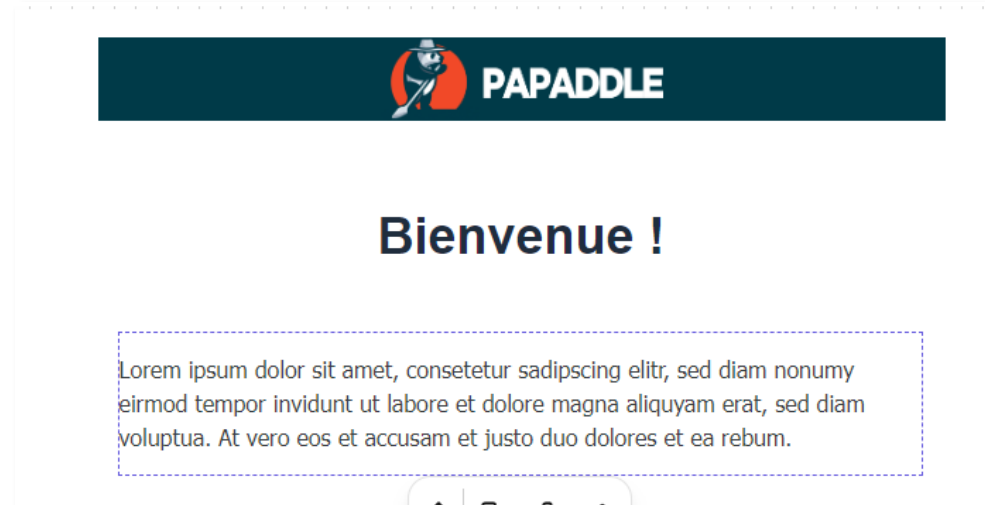 PAPADDLE
Bienvenue !
Lorem ipsum dolor sit amet, consetetur sadipscing elitr, sed diam nonumy
eirmod tempor invidunt ut labore et dolore magna aliquyam erat, sed diam
voluptua. At vero eos et accusam et justo duo dolores et ea rebum.